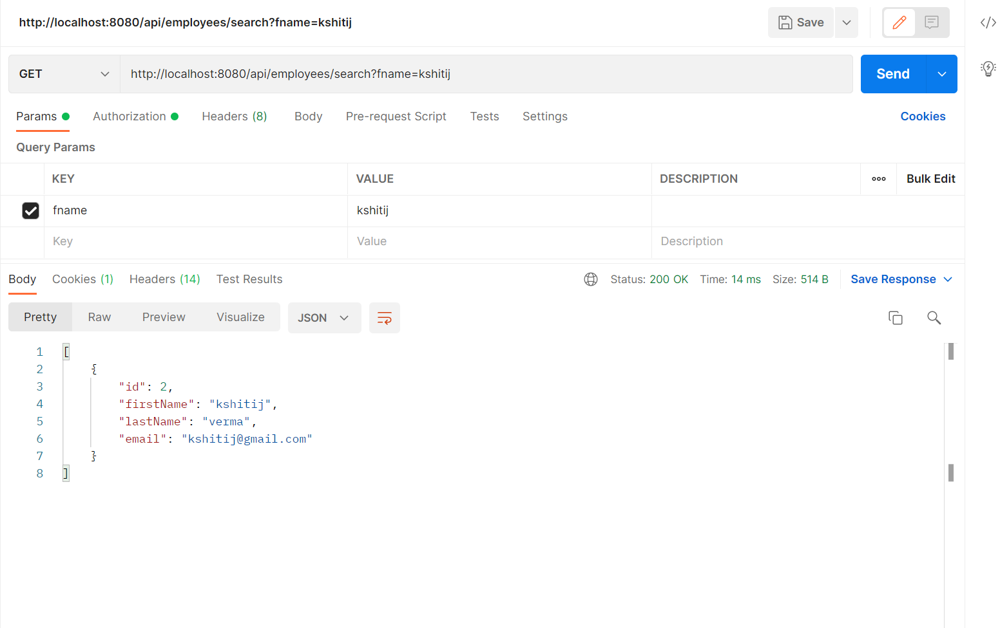 http://localhost:8080/api/employees/search?fname=kshitij
Save
GET
http://localhost:8080/api/employees/search?fname=kshitij
Send
Params Authorization Headers (8) Body Pre-request Script Tests Settings Cookies
Query Params
KEY VALUE DESCRIPTION Bulk Edit
fname kshitij
Key Value Description
Body Cookies (1) Headers (14) Test Results Status: 200 OK Time: 14 ms Size: 514 B Save Response
Pretty Raw Preview Visualize JSON
1 [
2 {
3 "id": 2,
4 "firstName": "kshitij",
5 "lastName": "verma",
6 "email": "kshitij@gmail.com"
7 }
8 ]